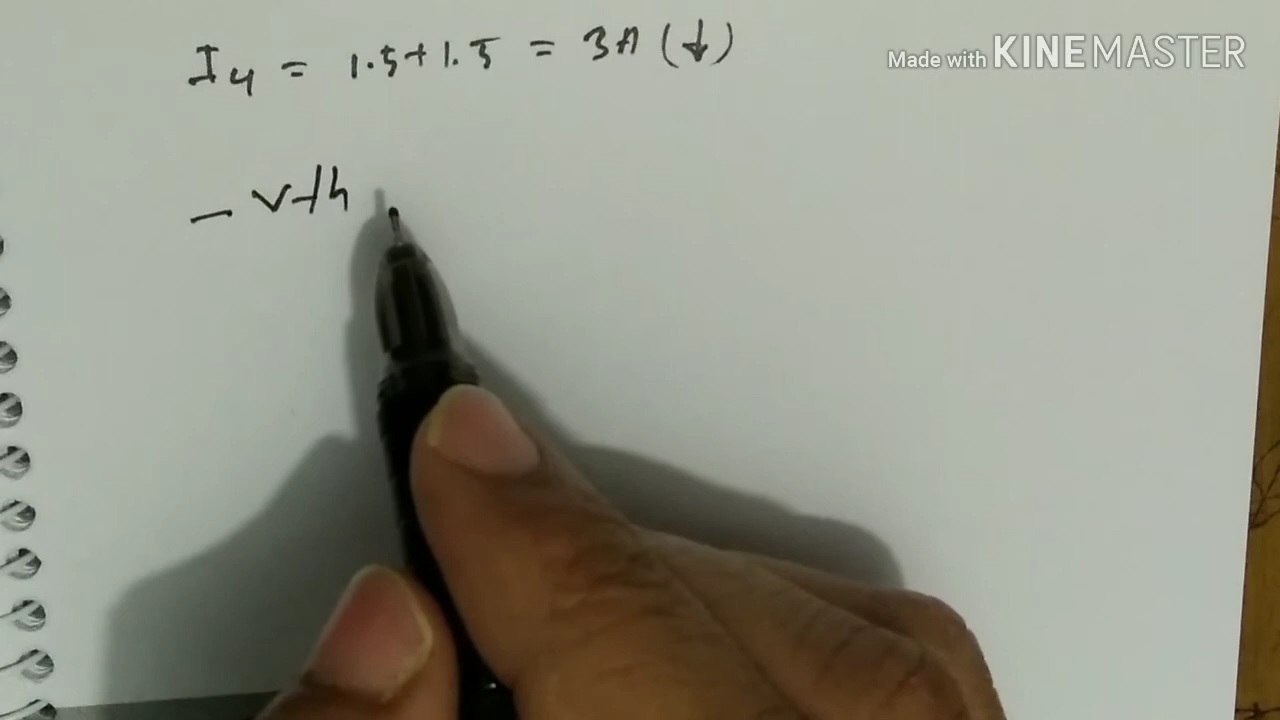 I4 = 1.5+1.5 = 3A (↓)
Made with KINEMASTER
- Vth